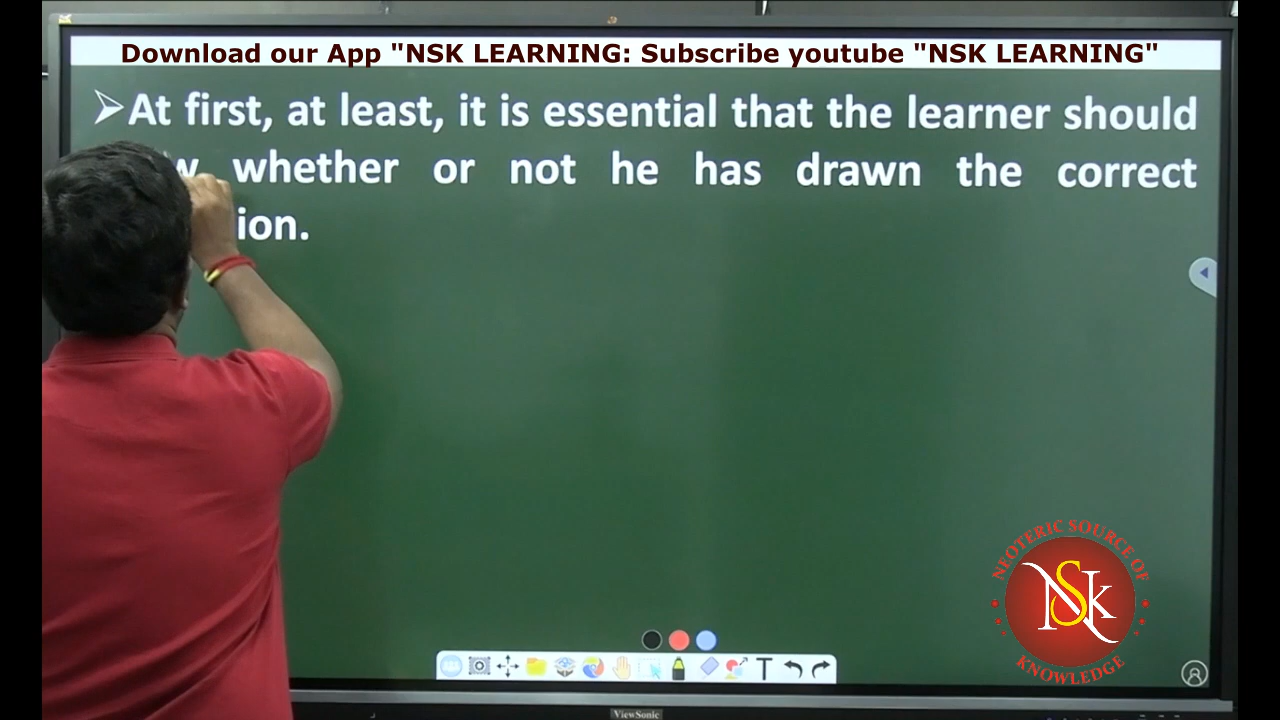 Download our App "NSK LEARNING: Subscribe youtube "NSK LEARNING"
➢At first, at least, it is essential that the learner should
whether or not he has drawn the correct
NEOTERIC SOURCE OF
NSK
KNOWLEDGE
T
ViewSonic